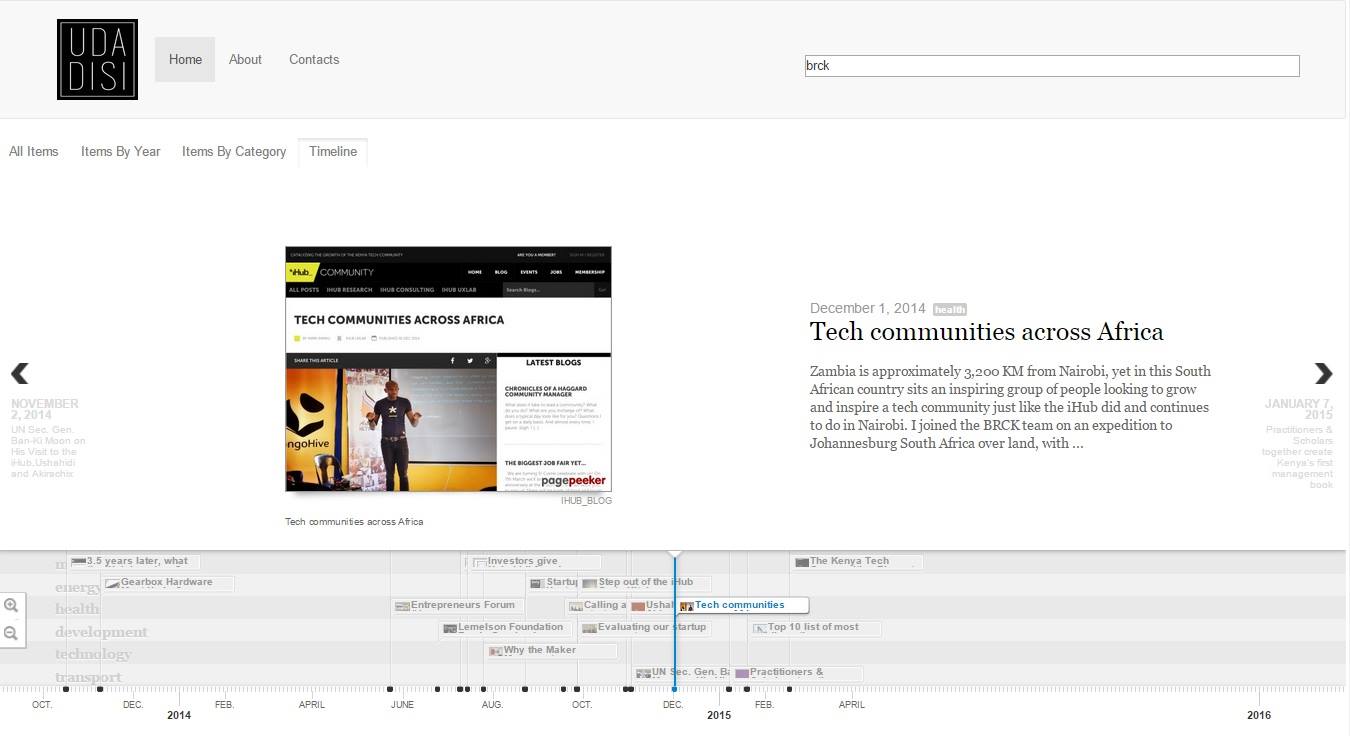 UDA
DISI
Home
About
Contacts
brck
All Items
Items By Year
Items By Category
Timeline
CATALYZING THE GROWTH OF THE KENYA TECH COMMUNITY
ARE YOU A MEMBER?
SIGN IN / REGISTER
*iHub_
COMMUNITY
HOME
BLOG
EVENTS
JOBS
MEMBERSHIP
ALL POSTS
IHUB RESEARCH
IHUB CONSULTING
IHUB UXLAB
Search Blogs...
TECH COMMUNITIES ACROSS AFRICA
SHARE THIS ARTICLE
LATEST BLOGS
CHRONICLES OF A HAGGARD
COMMUNITY MANAGER
THE BIGGEST JOB FAIR YET...
ngoHive
pagepeeker
IHUB_BLOG
Tech communities across Africa
December 1, 2014 health
Tech communities across Africa
Zambia is approximately 3,200 KM from Nairobi, yet in this South
African country sits an inspiring group of people looking to grow
and inspire a tech community just like the iHub did and continues
to do in Nairobi. I joined the BRCK team on an expedition to
Johannesburg South Africa over land, with ...
NOVEMBER
2, 2014
UN Sec. Gen.
Ban-Ki Moon on
His Visit to the
iHub,Ushahidi
and Akirachix
JANUARY 7,
2015
Practitioners &
Scholars
together create
Kenya's first
management
book
3.5 years later, what
Investors give
The Kenya Tech
energy
Gearbox Hardware
Startup
Step out of the iHub
health
Entrepreneurs Forum
Calling a
Ushah
Tech communities
development
Lemelson Foundation
Evaluating our startup
Top 10 list of most
technology
Why the Maker
transport
UN Sec. Gen. Ba
Practitioners &
OCT.
DEC.
FEB.
APRIL
JUNE
AUG.
OCT.
DEC.
FEB.
APRIL
2014
2015
2016